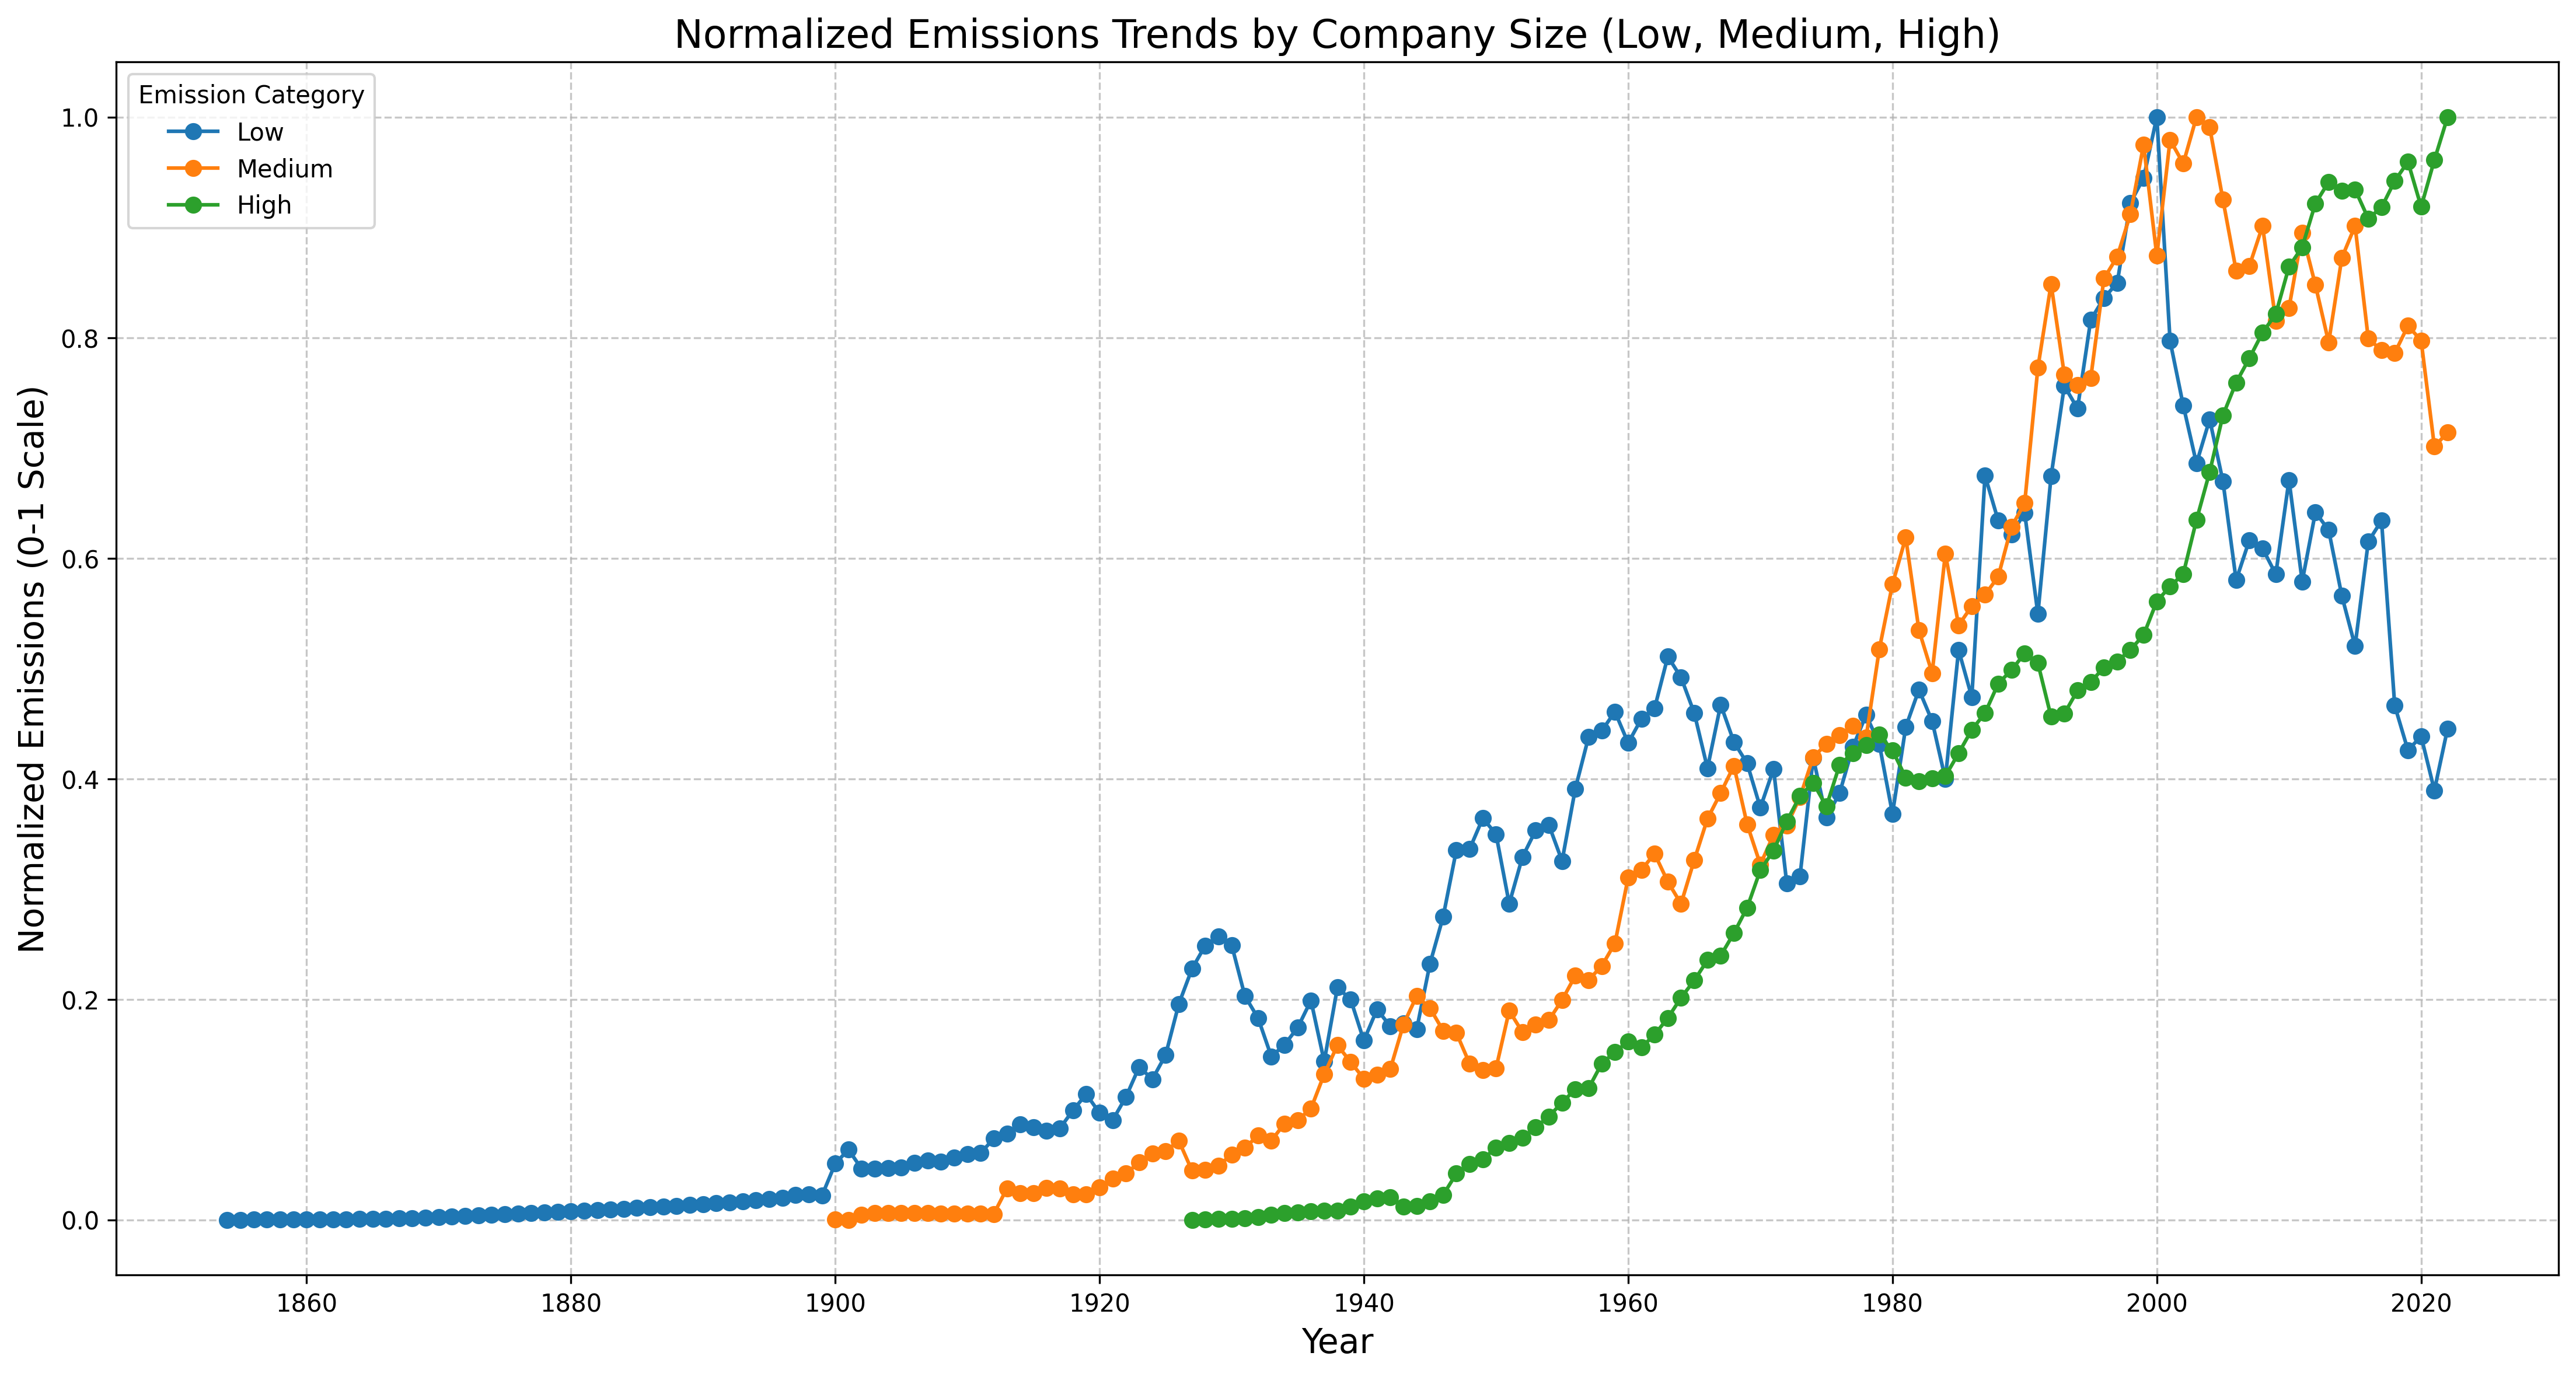 Normalized Emissions Trends by Company Size (Low, Medium, High)
Emission Category
Low
Medium
High
Normalized Emissions (0-1 Scale)
1.0
0.8
0.6
0.4
0.2
0.0
1860 1880 1900 1920 1940 1960 1980 2000 2020
Year